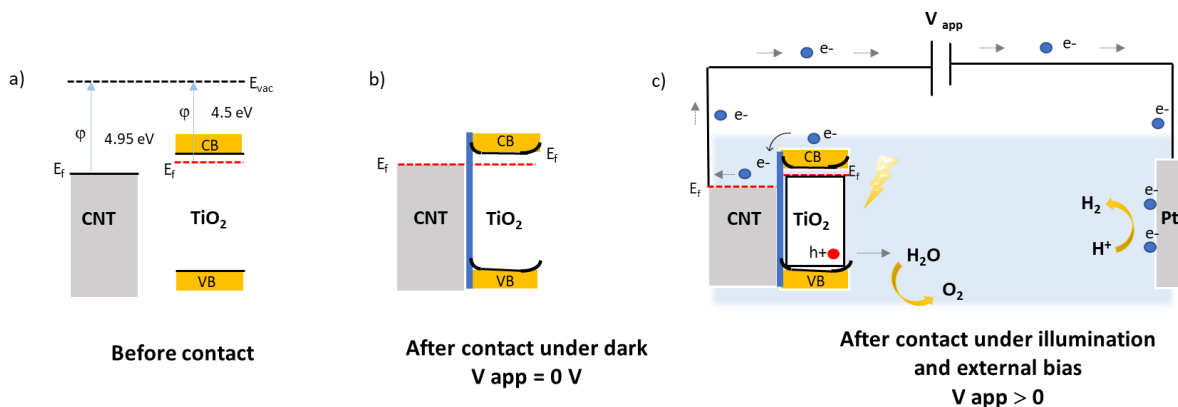 a)
E_vac
φ
4.95 eV
φ
4.5 eV
CB
E_f
E_f
CNT
TiO₂
VB
Before contact
b)
CB
E_f
E_f
CNT
TiO₂
VB
After contact under dark
V app = 0 V
c)
V app
e-
e-
e-
e-
e-
CB
e-
E_f
E_f
CNT
TiO₂
h+
VB
H₂O
O₂
H₂
H⁺
e-
e-
Pt
After contact under illumination
and external bias
V app > 0